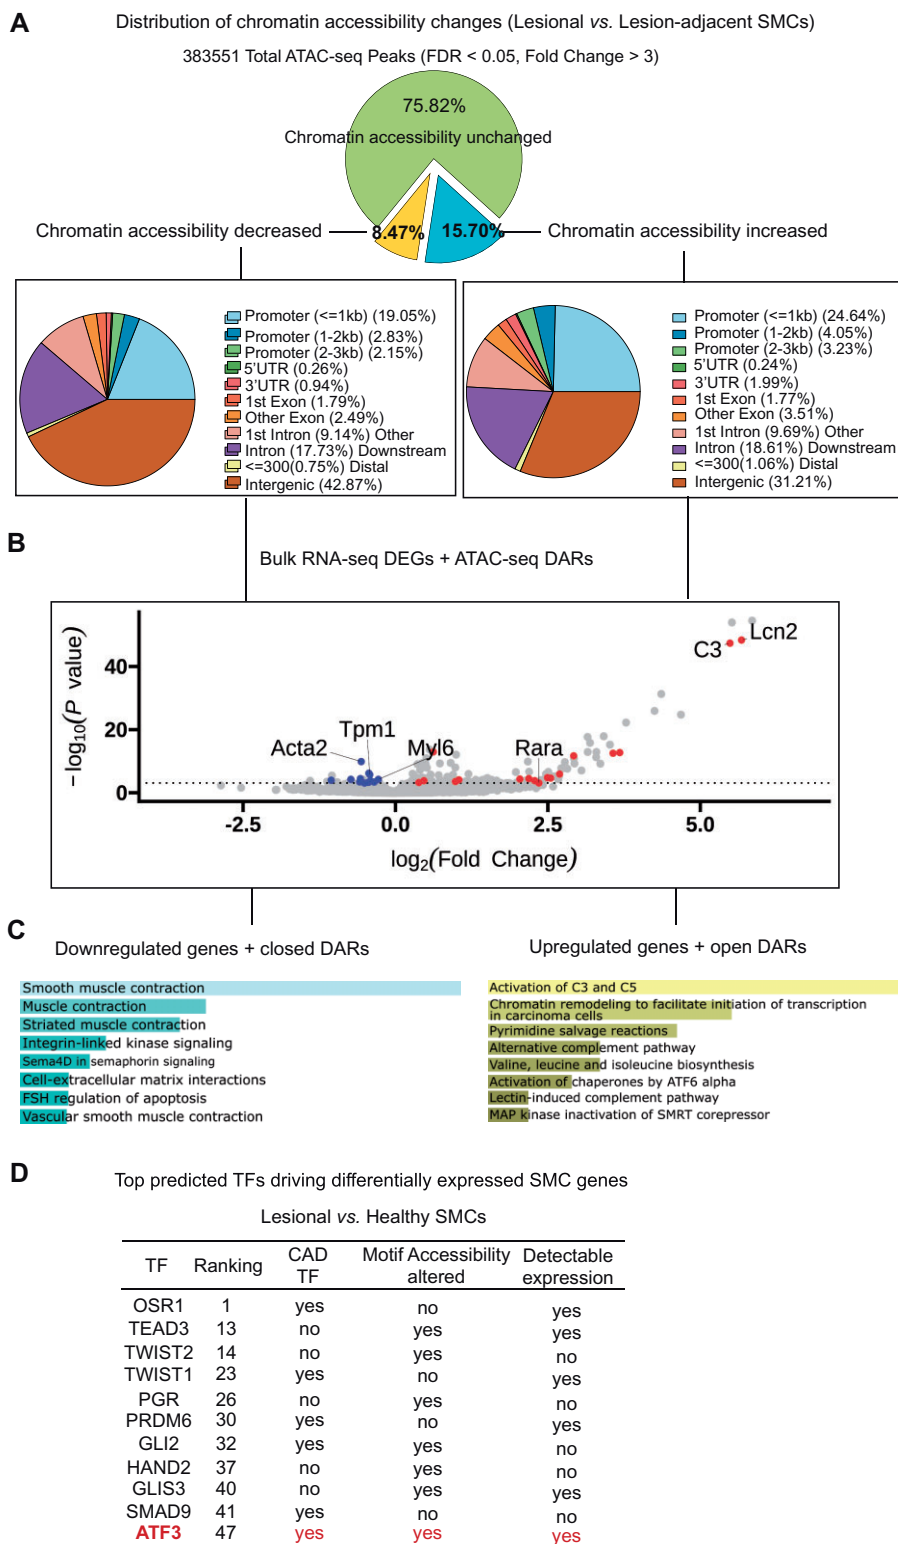 A
Distribution of chromatin accessibility changes (Lesional vs. Lesion-adjacent SMCs)
383551 Total ATAC-seq Peaks (FDR < 0.05, Fold Change > 3)
75.82%
Chromatin accessibility unchanged
Chromatin accessibility decreased
8.47%
15.70%
Chromatin accessibility increased
Promoter (<=1kb) (19.05%)
Promoter (1-2kb) (2.83%)
Promoter (2-3kb) (2.15%)
5'UTR (0.26%)
3'UTR (0.94%)
1st Exon (1.79%)
Other Exon (2.49%)
1st Intron (9.14%) Other
Intron (17.73%) Downstream
<=300(0.75%) Distal
Intergenic (42.87%)
Promoter (<=1kb) (24.64%)
Promoter (1-2kb) (4.05%)
Promoter (2-3kb) (3.23%)
5'UTR (0.24%)
3'UTR (1.99%)
1st Exon (1.77%)
Other Exon (3.51%)
1st Intron (9.69%) Other
Intron (18.61%) Downstream
<=300(1.06%) Distal
Intergenic (31.21%)
B
Bulk RNA-seq DEGs + ATAC-seq DARs
−log10(P value)
40
20
0
Acta2
Tpm1
Myl6
Rara
C3
Lcn2
-2.5
0.0
2.5
5.0
log2(Fold Change)
C
Downregulated genes + closed DARs
Smooth muscle contraction
Muscle contraction
Striated muscle contraction
Integrin-linked kinase signaling
Sema4D in semaphorin signaling
Cell-extracellular matrix interactions
FSH regulation of apoptosis
Vascular smooth muscle contraction
Upregulated genes + open DARs
Activation of C3 and C5
Chromatin remodeling to facilitate initiation of transcription
in carcinoma cells
Pyrimidine salvage reactions
Alternative complement pathway
Valine, leucine and isoleucine biosynthesis
Activation of chaperones by ATF6 alpha
Lectin-induced complement pathway
MAP kinase inactivation of SMRT corepressor
D
Top predicted TFs driving differentially expressed SMC genes
Lesional vs. Healthy SMCs
TF Ranking CAD TF Motif Accessibility altered Detectable expression
OSR1 1 yes no yes
TEAD3 13 no yes yes
TWIST2 14 no yes no
TWIST1 23 yes no yes
PGR 26 no yes no
PRDM6 30 yes no yes
GLI2 32 yes yes no
HAND2 37 no yes no
GLIS3 40 no yes yes
SMAD9 41 yes no no
ATF3 47 yes yes yes